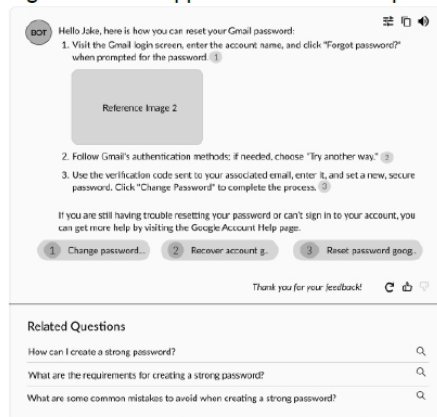 BOT
Hello Jake, here is how you can reset your Gmail password:
1. Visit the Gmail login screen, enter the account name, and click "Forgot password?"
when prompted for the password. 1
Reference Image 2
2. Follow Gmail's authentication methods; if needed, choose "Try another way." 2
3. Use the verification code sent to your associated email, enter it, and set a new, secure
password. Click "Change Password" to complete the process. 3
If you are still having trouble resetting your password or can't sign in to your account, you
can get more help by visiting the Google Account Help page.
1 Change password...
2 Recover account g..
3 Reset password goog..
Thank you for your feedback!
Related Questions
How can I create a strong password?
What are the requirements for creating a strong password?
What are some common mistakes to avoid when creating a strong password?